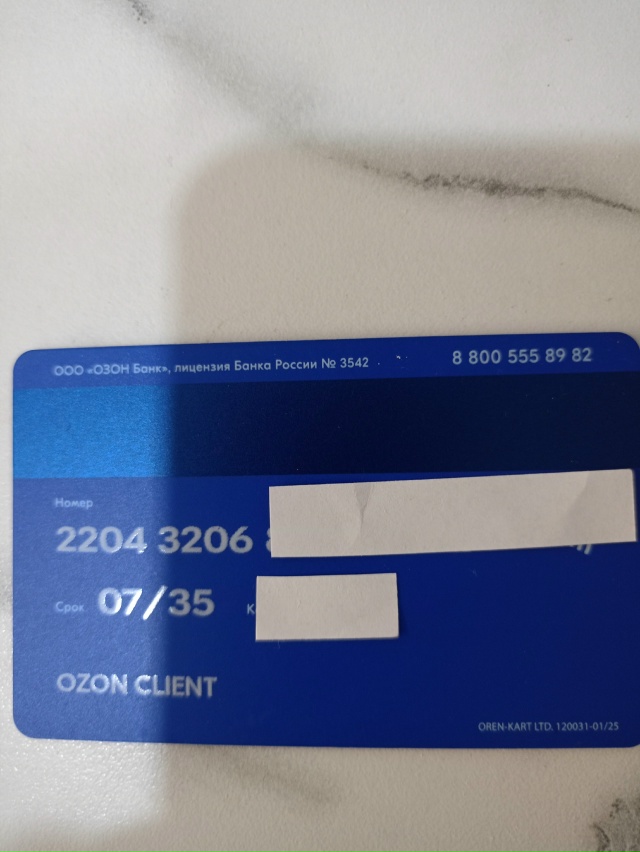 ООО «ОЗОН Банк», лицензия Банка России № 3542
8 800 555 89 82
Номер
2204 3206
Срок 07/35
OZON CLIENT
OREN-KART LTD. 120031-01/25